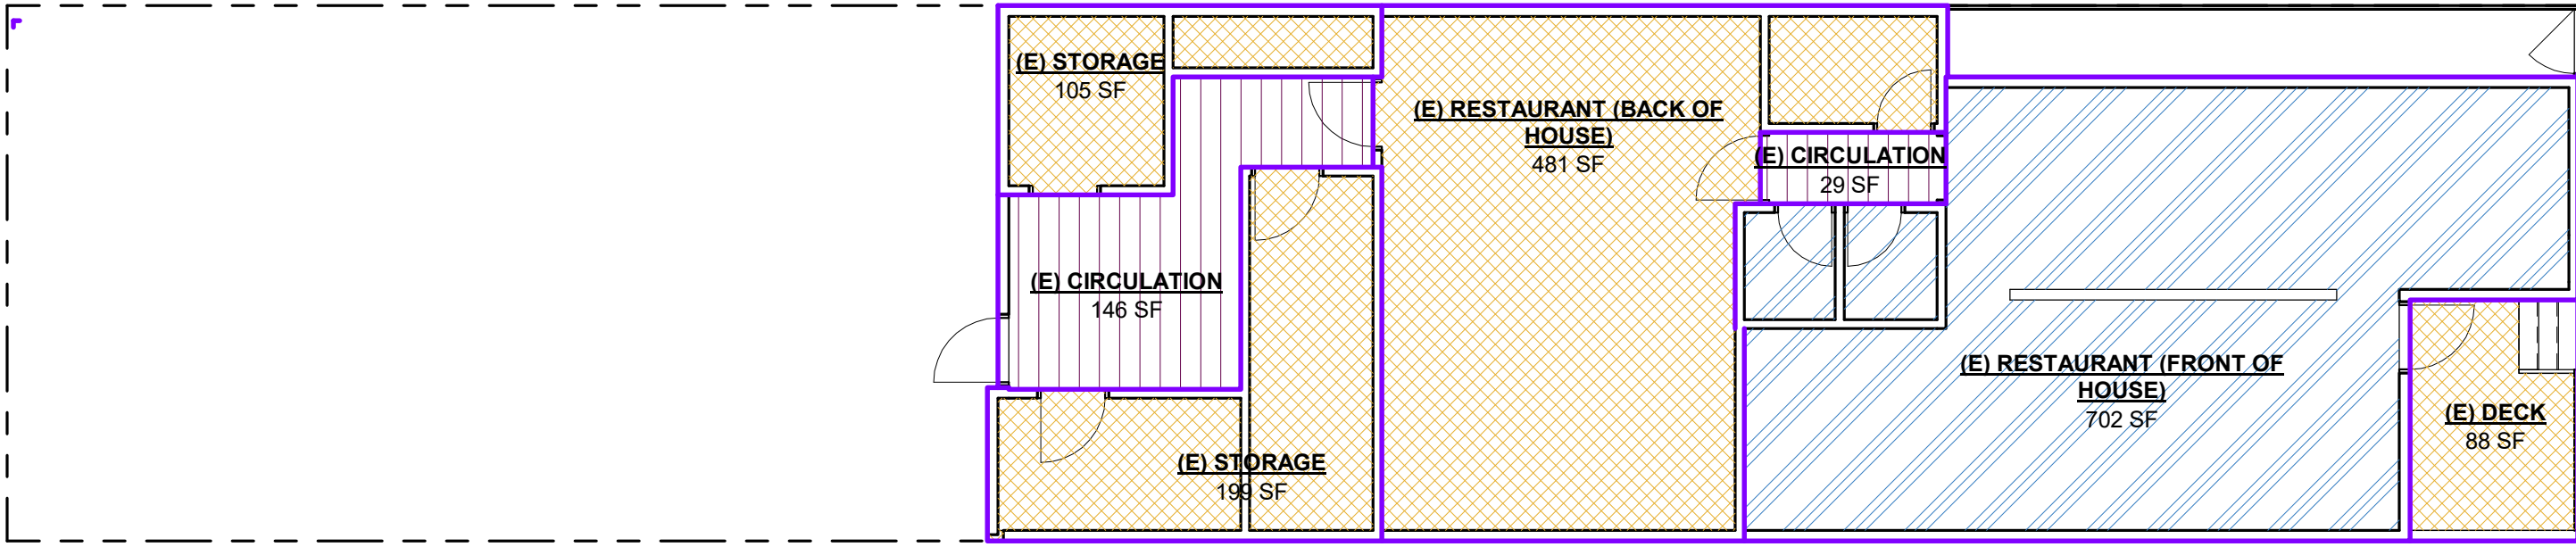 (E) STORAGE
105 SF
(E) RESTAURANT (BACK OF
HOUSE)
481 SF
(E) CIRCULATION
29 SF
(E) CIRCULATION
146 SF
(E) RESTAURANT (FRONT OF
HOUSE)
702 SF
(E) DECK
88 SF
(E) STORAGE
199 SF